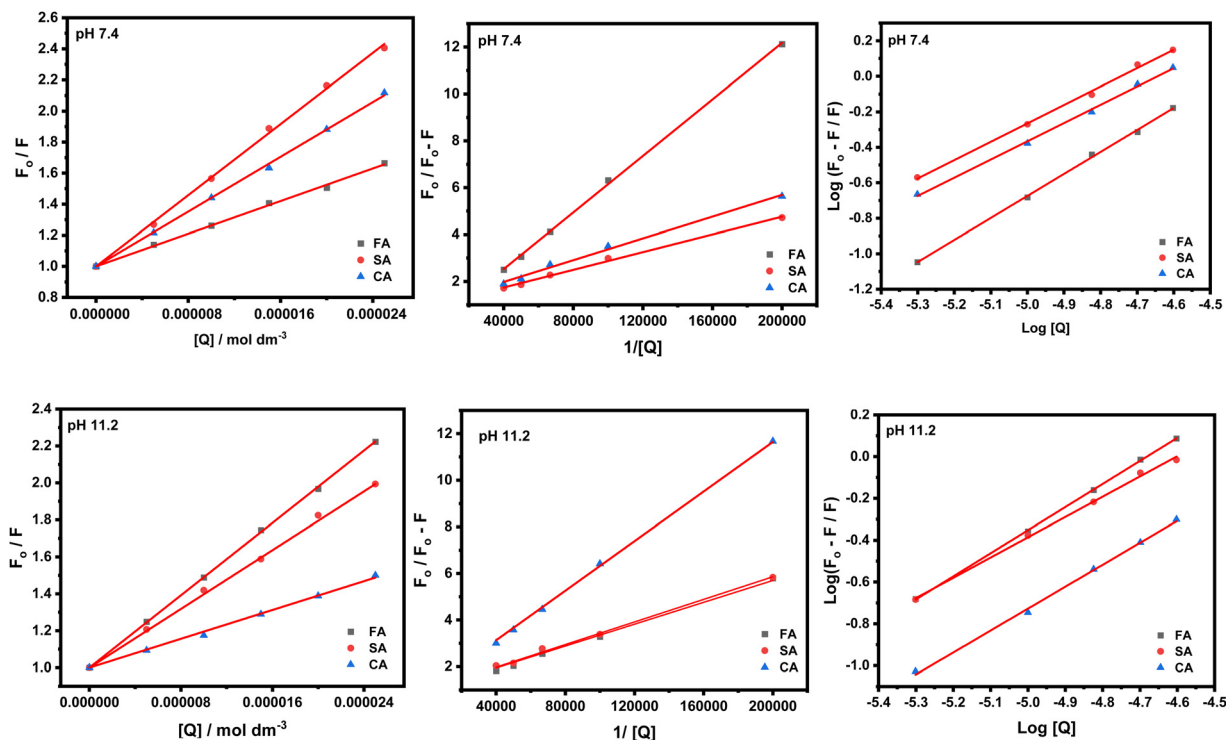 pH 7.4
F₀ / F
2.6
2.4
2.2
2.0
1.8
1.6
1.4
1.2
1.0
0.8
FA
SA
CA
0.000000
0.000008
0.000016
0.000024
[Q] / mol dm⁻³
pH 7.4
F₀ / F₀- F
12
10
8
6
4
2
FA
SA
CA
40000
80000
120000
160000
200000
1/[Q]
pH 7.4
Log (F₀ - F / F)
0.2
0.0
-0.2
-0.4
-0.6
-0.8
-1.0
-1.2
FA
SA
CA
-5.4
-5.3
-5.2
-5.1
-5.0
-4.9
-4.8
-4.7
-4.6
-4.5
Log [Q]
pH 11.2
F₀ / F
2.4
2.2
2.0
1.8
1.6
1.4
1.2
1.0
FA
SA
CA
0.000000
0.000008
0.000016
0.000024
[Q] / mol dm⁻³
pH 11.2
F₀ / F₀ - F
12
10
8
6
4
2
FA
SA
CA
40000
80000
120000
160000
200000
1/ [Q]
pH 11.2
Log(F₀ - F / F)
0.2
0.0
-0.2
-0.4
-0.6
-0.8
-1.0
FA
SA
CA
-5.4
-5.3
-5.2
-5.1
-5.0
-4.9
-4.8
-4.7
-4.6
-4.5
Log [Q]